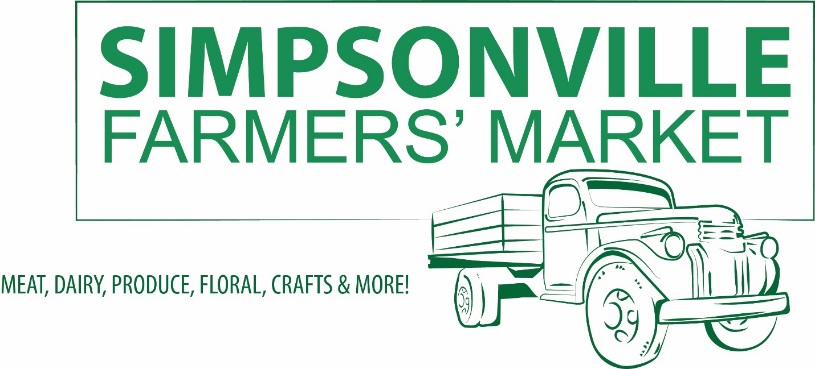 SIMPSONVILLE
FARMERS’ MARKET
MEAT, DAIRY, PRODUCE, FLORAL, CRAFTS & MORE!